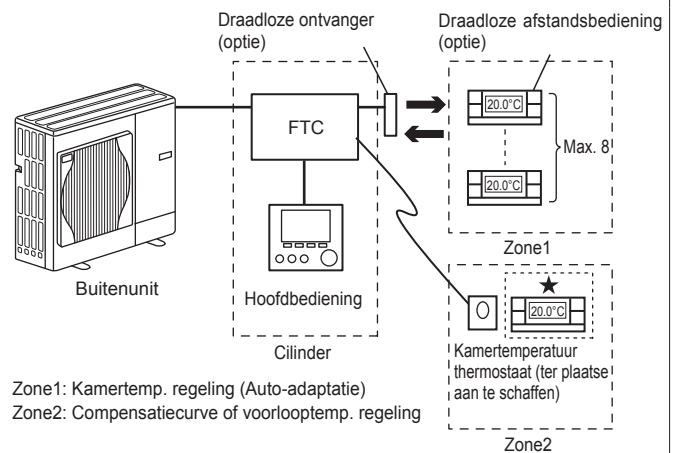 Draadloze ontvanger
(optie)
Draadloze afstandsbediening
(optie)
FTC
20.0°C
Max. 8
20.0°C
Zone1
Buitenunit
Hoofdbediening
Cilinder
★
20.0°C
Kamertemperatuur
thermostaat (ter plaatse
aan te schaffen)
Zone2
Zone1: Kamertemp. regeling (Auto-adaptatie)
Zone2: Compensatiecurve of voorlooptemp. regeling